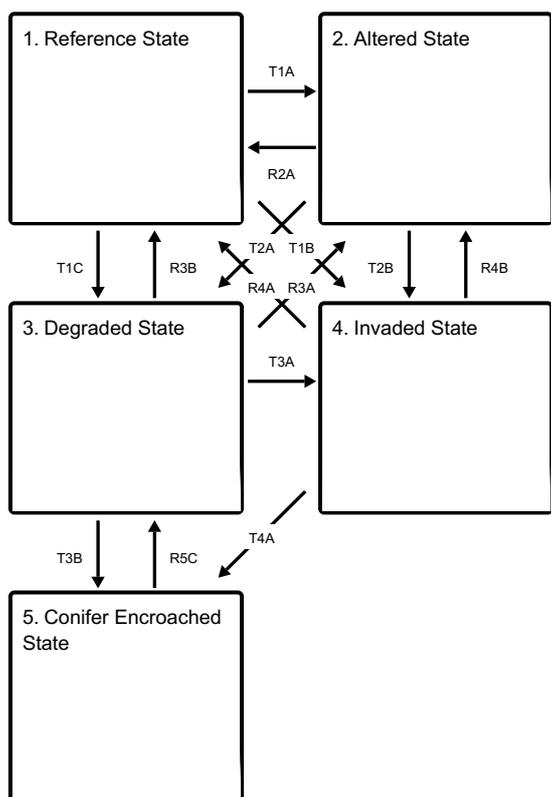 1. Reference State
2. Altered State
T1A
R2A
T2A
T1B
T1C
R3B
T2B
R4B
R4A
R3A
3. Degraded State
4. Invaded State
T3A
T4A
T3B
R5C
5. Conifer Encroached
State